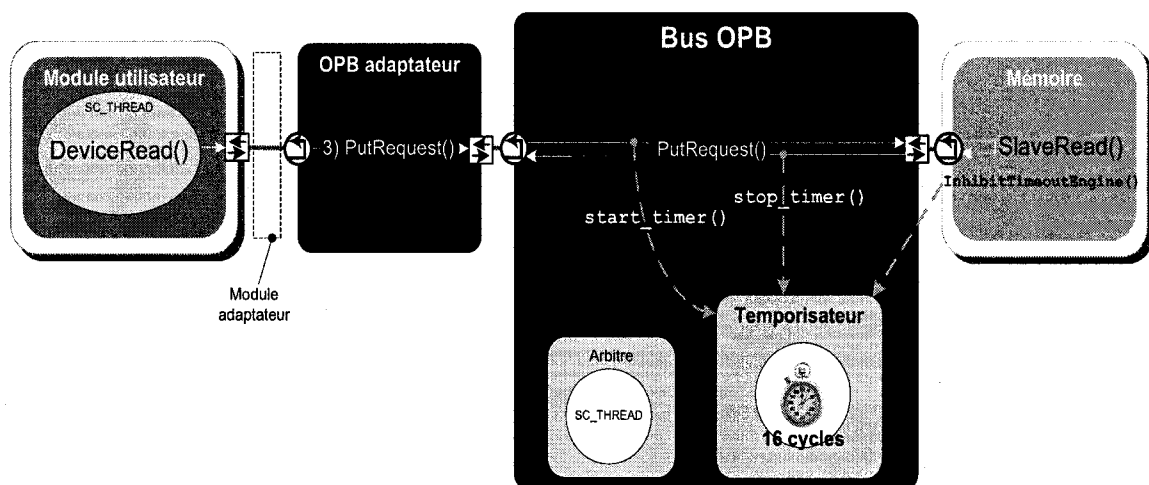 Module utilisateur
SC_THREAD
DeviceRead()
Module
adaptateur
OPB adaptateur
3) PutRequest()
Bus OPB
PutRequest()
start_timer()
stop_timer()
Arbitre
SC_THREAD
Temporisateur
16 cycles
Mémoire
SlaveRead()
InhibitTimeoutEngine()